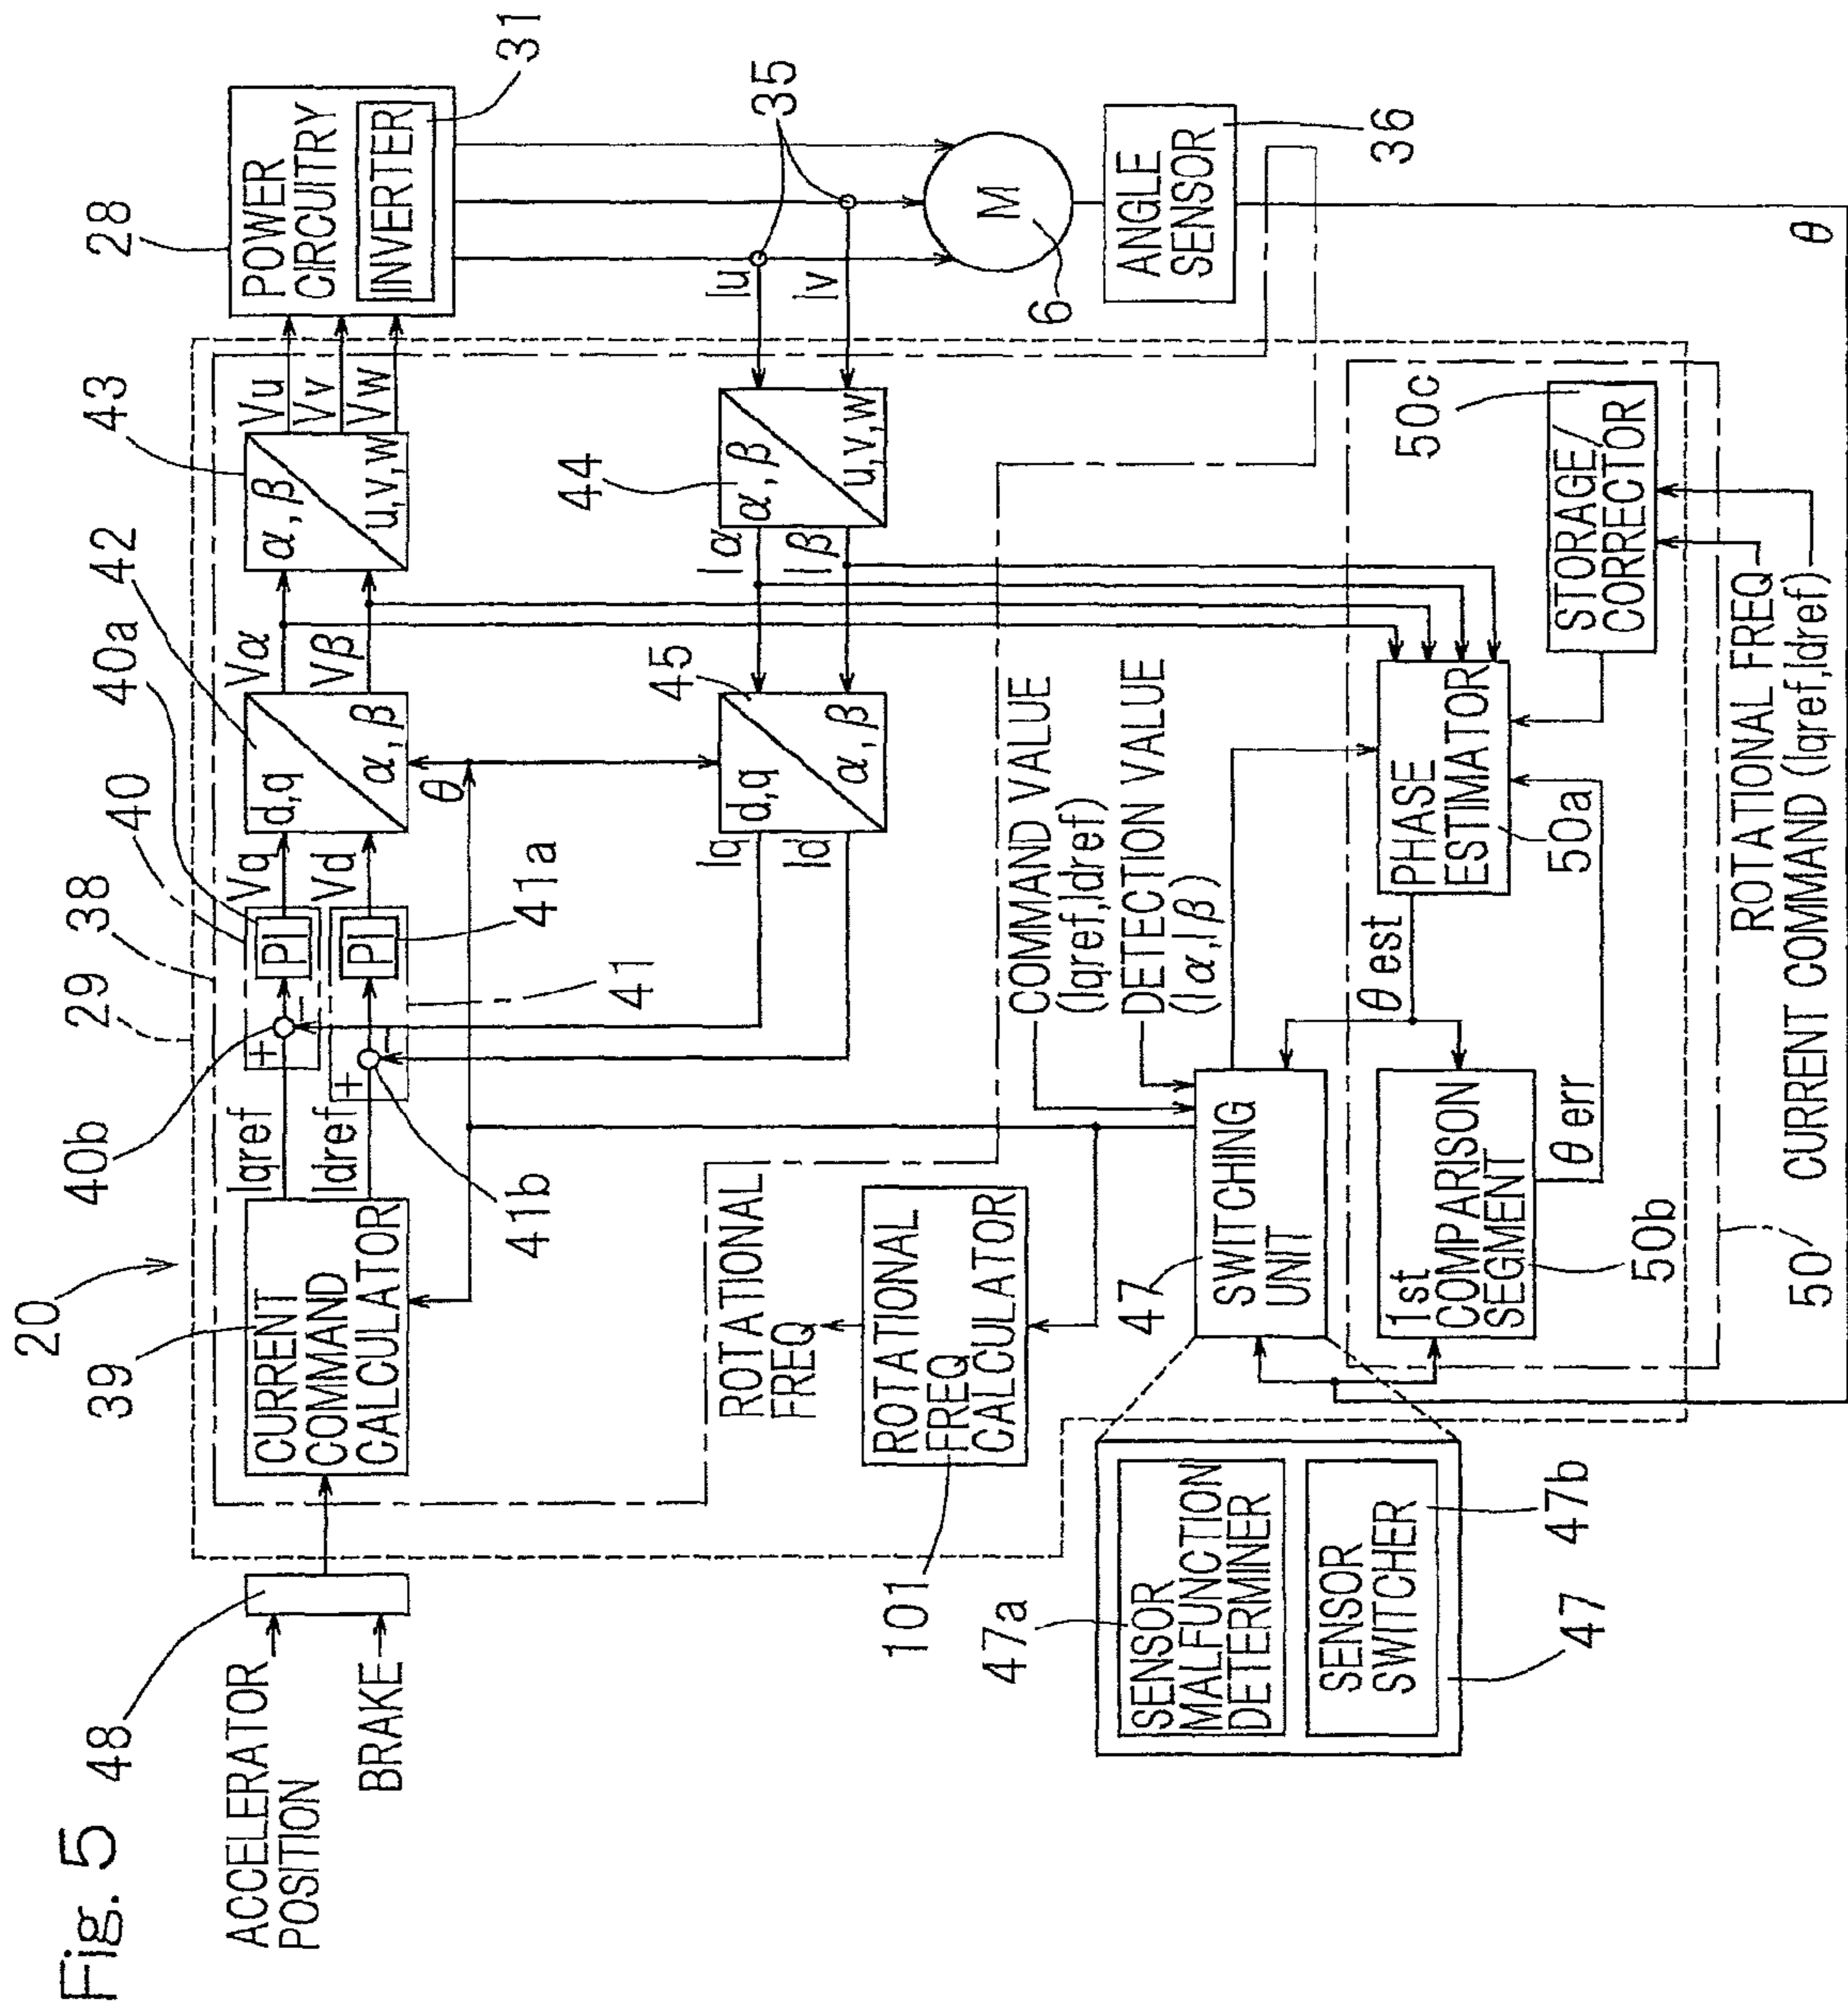 Fig. 5
20
ACCELERATOR
POSITION
BRAKE
48
39
CURRENT
COMMAND
CALCULATOR
Iqref
Idref
40b
41b
+
−
+
−
29
38
40
40a
PI
PI
41a
41
Vq
Vd
42
d,q
α,β
θ
Vα
Vβ
43
α,β
u,v,w
Vu
Vv
Vw
28
POWER
CIRCUITRY
INVERTER
31
Iq
Id
45
d,q
α,β
Iα
Iβ
44
α,β
u,v,w
Iu
Iv
35
M
6
ANGLE
SENSOR
36
θ
ROTATIONAL
FREQ
ROTATIONAL
FREQ
CALCULATOR
101
COMMAND VALUE
(Iqref,Idref)
DETECTION VALUE
(Iα,Iβ)
47
SWITCHING
UNIT
47a
SENSOR
MALFUNCTION
DETERMINER
SENSOR
SWITCHER
47b
47
θest
PHASE
ESTIMATOR
50a
1st
COMPARISON
SEGMENT
50b
θerr
50c
STORAGE/
CORRECTOR
50
ROTATIONAL FREQ
CURRENT COMMAND (Iqref,Idref)